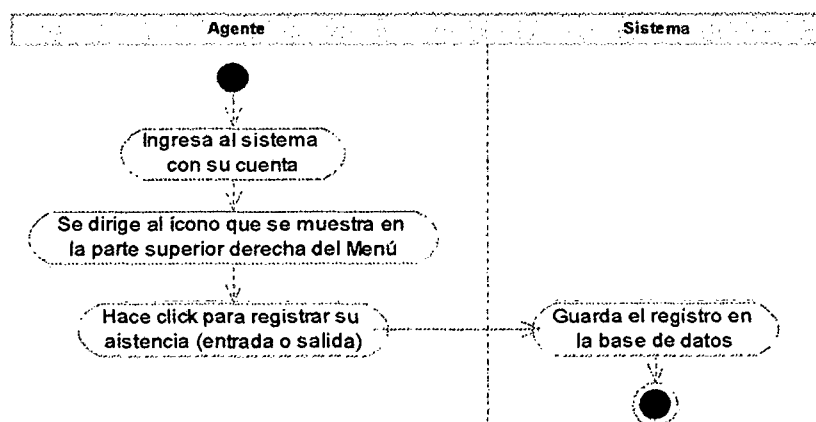 Agente
Sistema
Ingresa al sistema
con su cuenta
Se dirige al ícono que se muestra en
la parte superior derecha del Menú
Hace click para registrar su
aistencia (entrada o salida)
Guarda el registro en
la base de datos